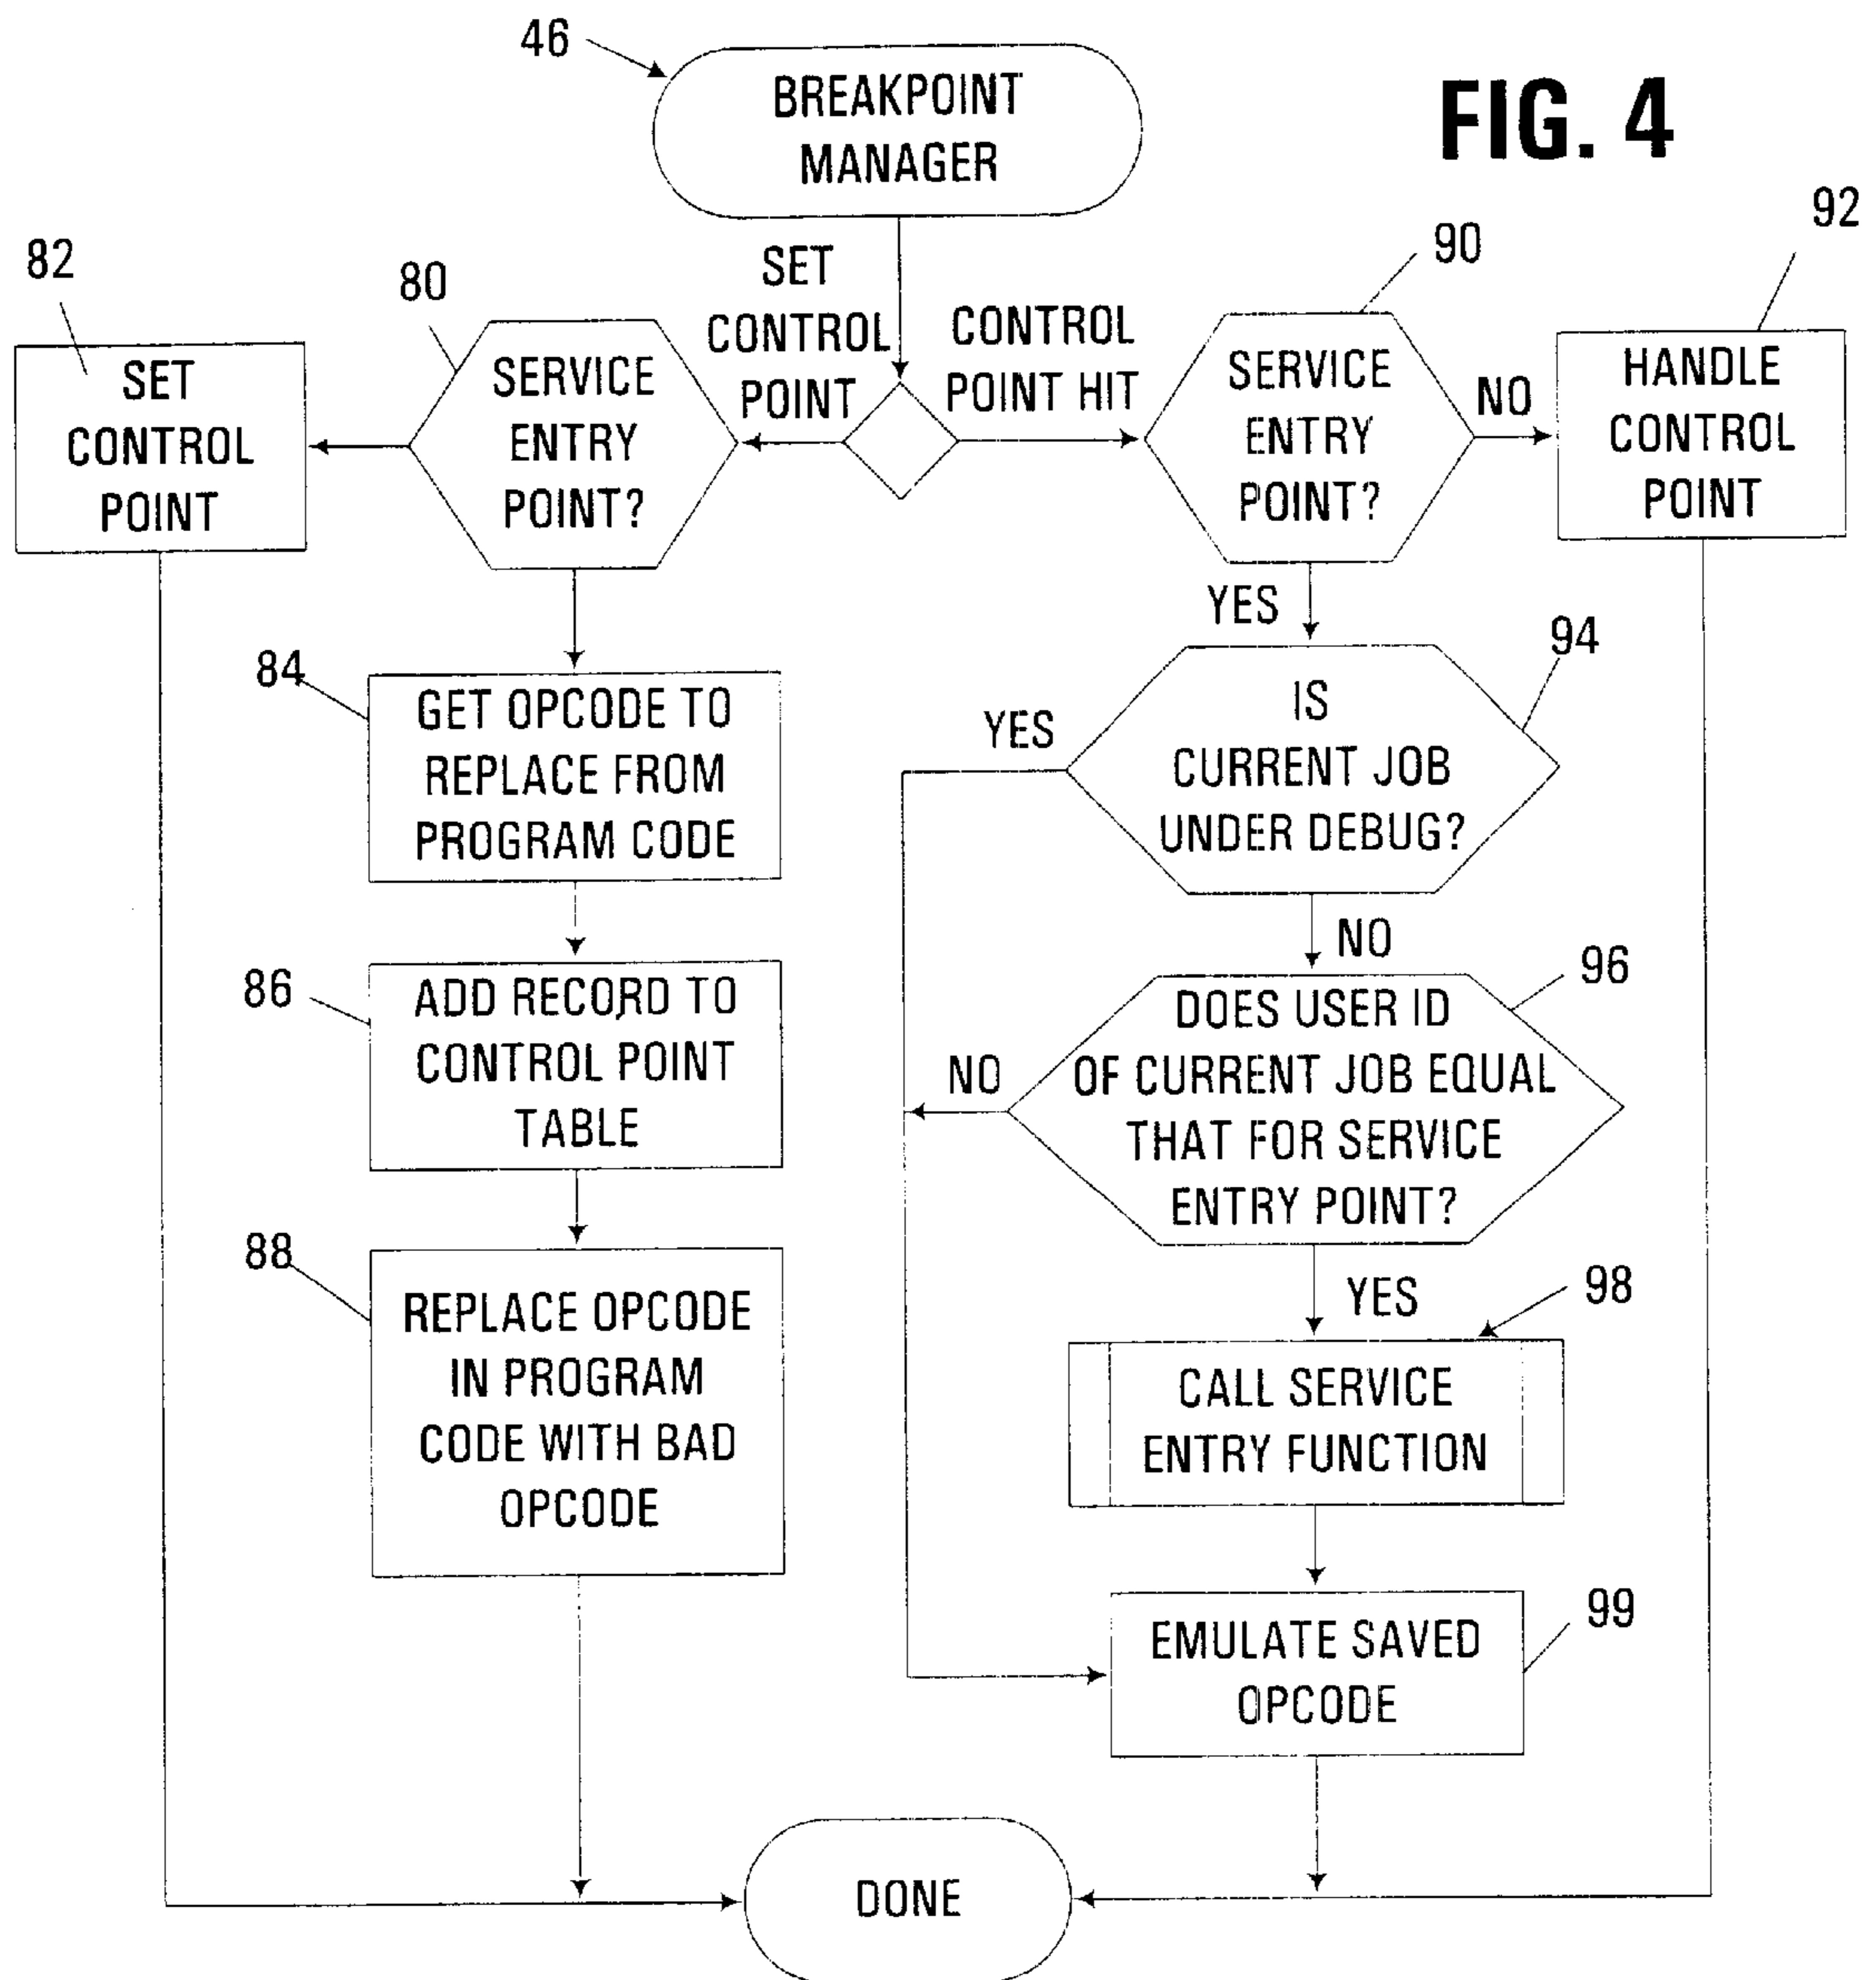 FIG. 4
46
BREAKPOINT
MANAGER
SET
CONTROL
POINT
CONTROL
POINT HIT
82
SET
CONTROL
POINT
80
SERVICE
ENTRY
POINT?
90
SERVICE
ENTRY
POINT?
NO
92
HANDLE
CONTROL
POINT
YES
84
GET OPCODE TO
REPLACE FROM
PROGRAM CODE
94
IS
CURRENT JOB
UNDER DEBUG?
YES
NO
86
ADD RECORD TO
CONTROL POINT
TABLE
96
DOES USER ID
OF CURRENT JOB EQUAL
THAT FOR SERVICE
ENTRY POINT?
NO
YES
88
REPLACE OPCODE
IN PROGRAM
CODE WITH BAD
OPCODE
98
CALL SERVICE
ENTRY FUNCTION
99
EMULATE SAVED
OPCODE
DONE